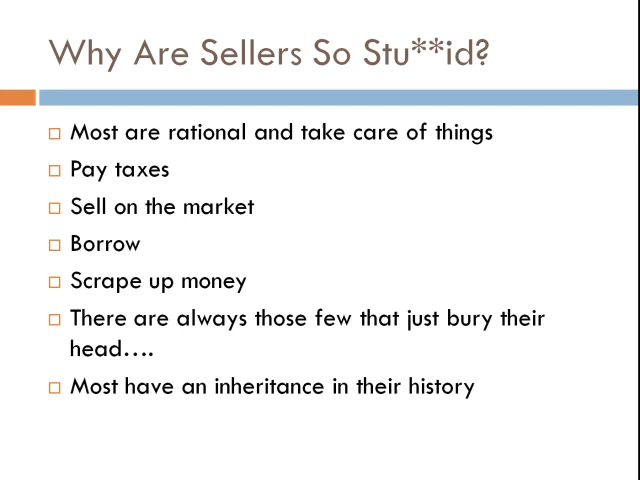 Why Are Sellers So Stu**id?
Most are rational and take care of things
Pay taxes
Sell on the market
Borrow
Scrape up money
There are always those few that just bury their
head….
Most have an inheritance in their history